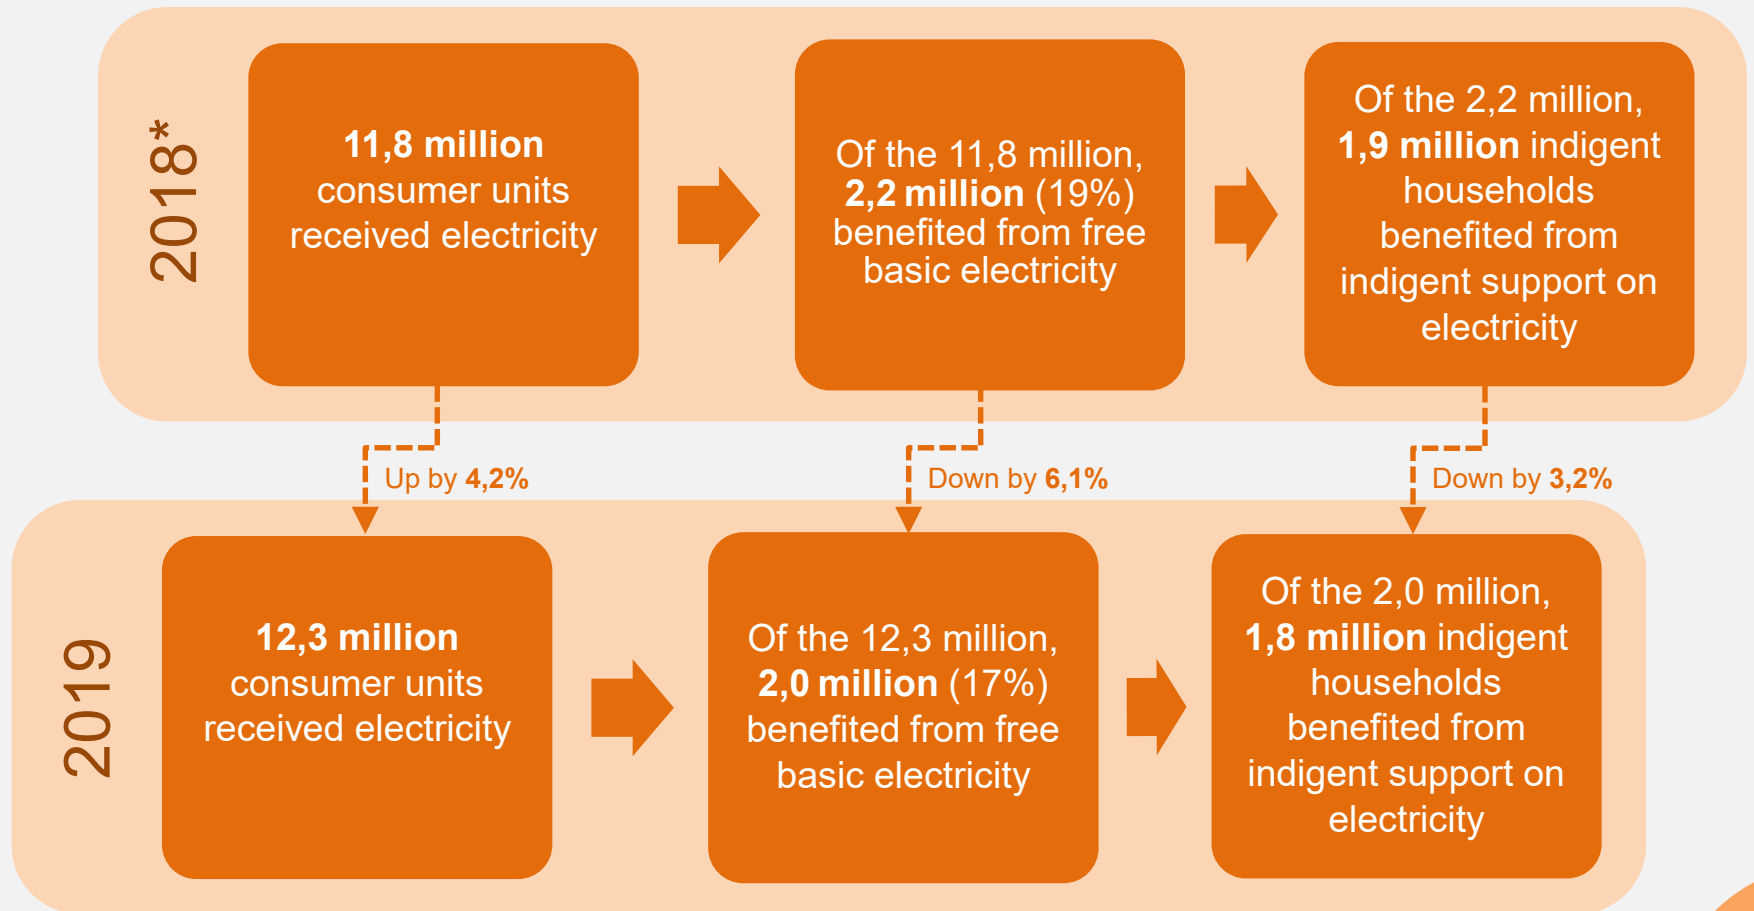 2018*
11,8 million
consumer units
received electricity
Of the 11,8 million,
2,2 million (19%)
benefited from free
basic electricity
Of the 2,2 million,
1,9 million indigent
households
benefited from
indigent support on
electricity
Up by 4,2%
Down by 6,1%
Down by 3,2%
2019
12,3 million
consumer units
received electricity
Of the 12,3 million,
2,0 million (17%)
benefited from free
basic electricity
Of the 2,0 million,
1,8 million indigent
households
benefited from
indigent support on
electricity